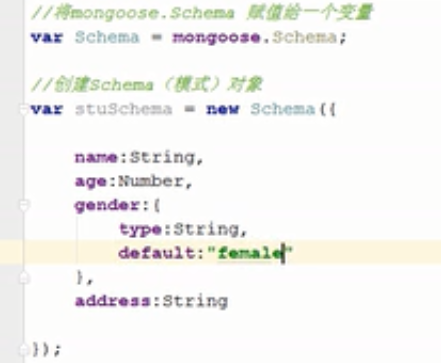 //将mongoose.Schema 赋值给一个变量
var Schema = mongoose.Schema;
//创建Schema（模式）对象
var stuSchema = new Schema({
name:String,
age:Number,
gender:{
type:String,
default:"female"
},
address:String
});